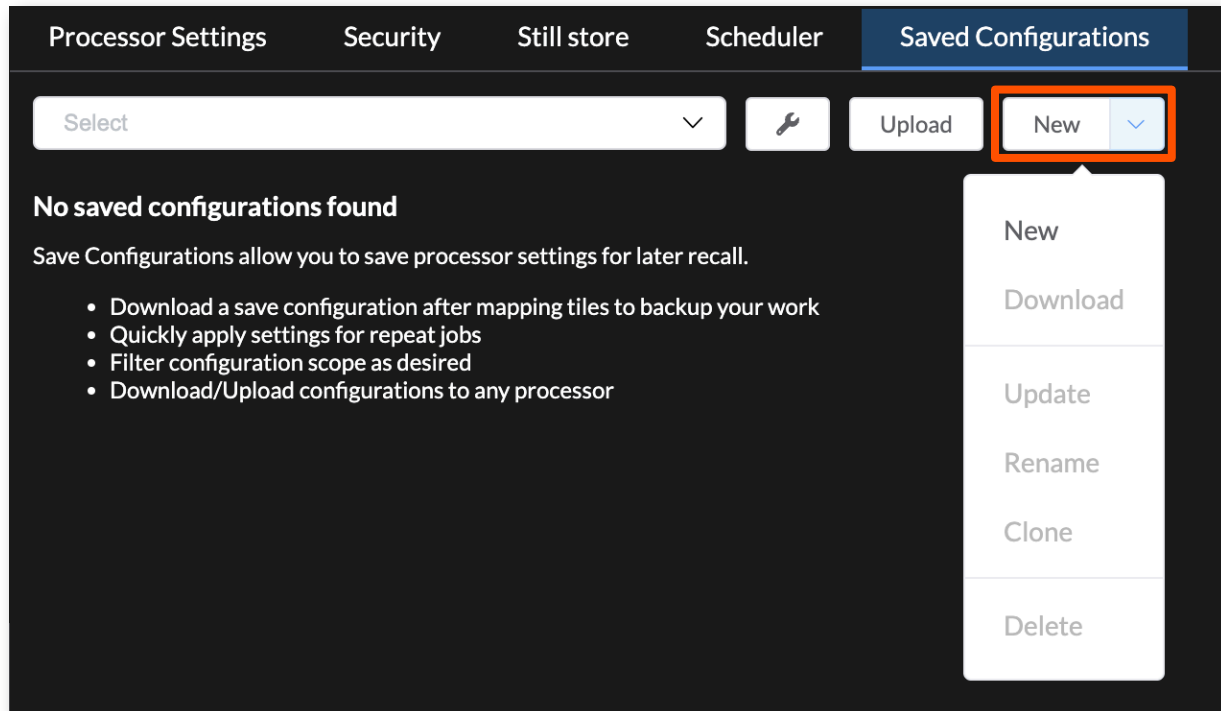 Processor Settings Security Still store Scheduler Saved Configurations
Select Upload New
No saved configurations found
Save Configurations allow you to save processor settings for later recall.
• Download a save configuration after mapping tiles to backup your work
• Quickly apply settings for repeat jobs
• Filter configuration scope as desired
• Download/Upload configurations to any processor
New
Download
Update
Rename
Clone
Delete